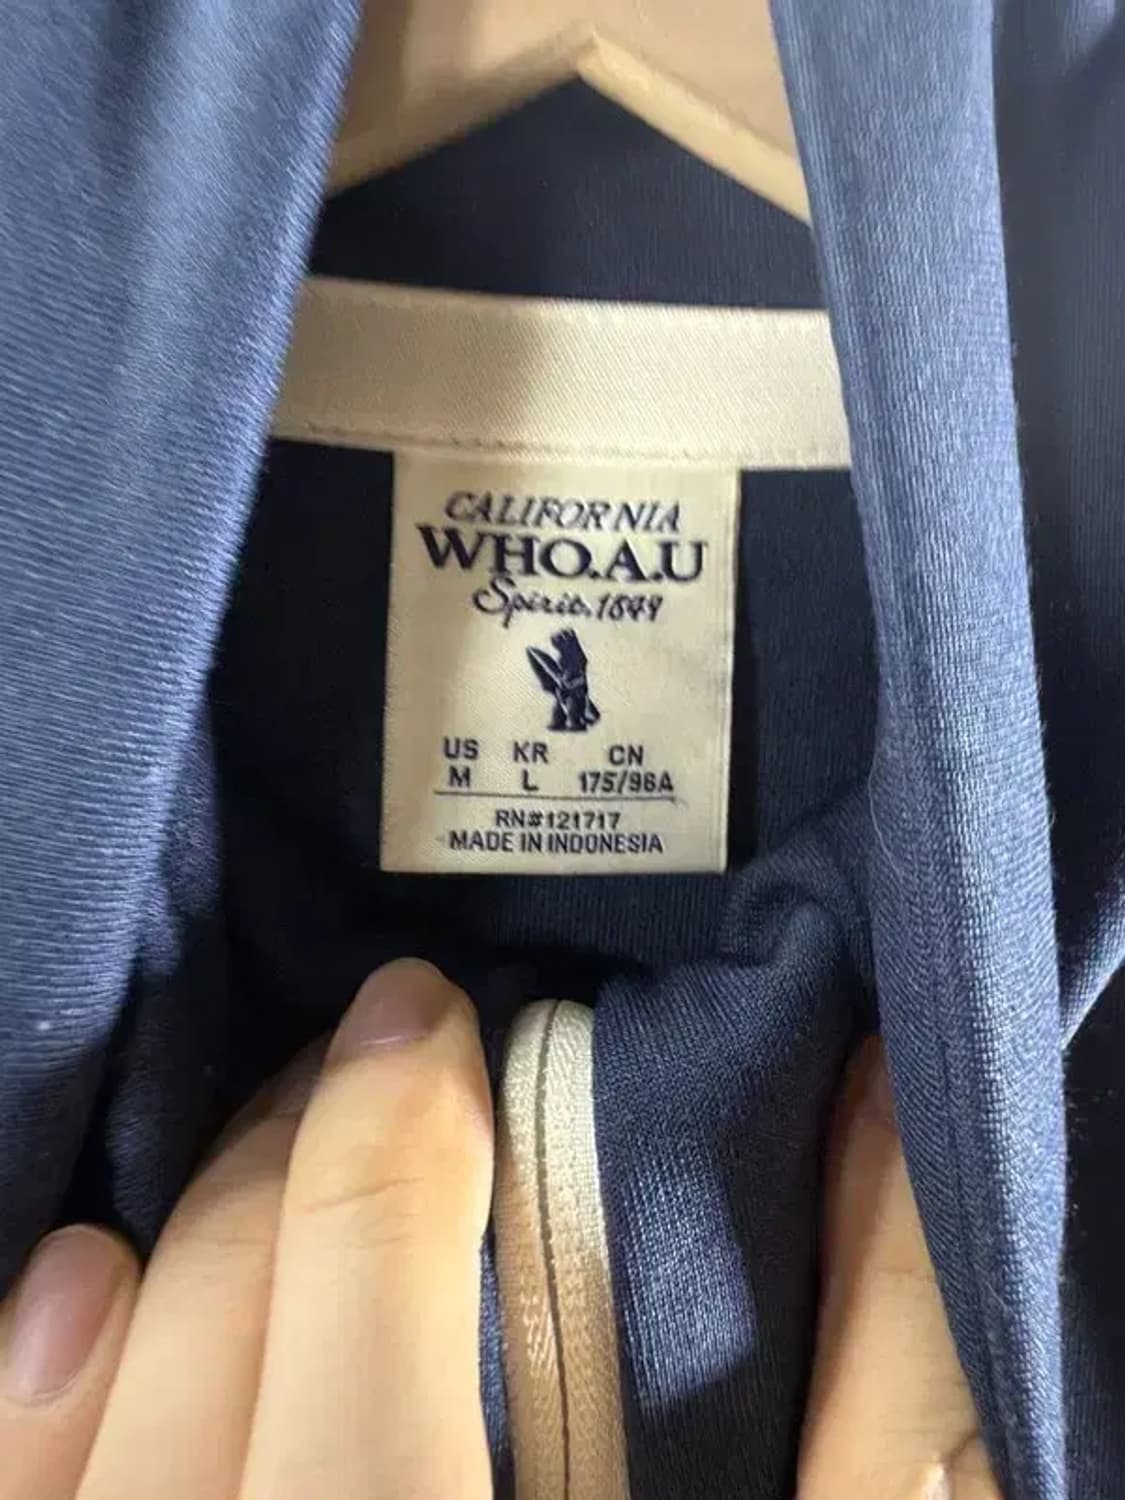 CALIFORNIA
WHO.A.U
Spirit.1849
US KR CN
M L 175/96A
RN#121717
MADE IN INDONESIA